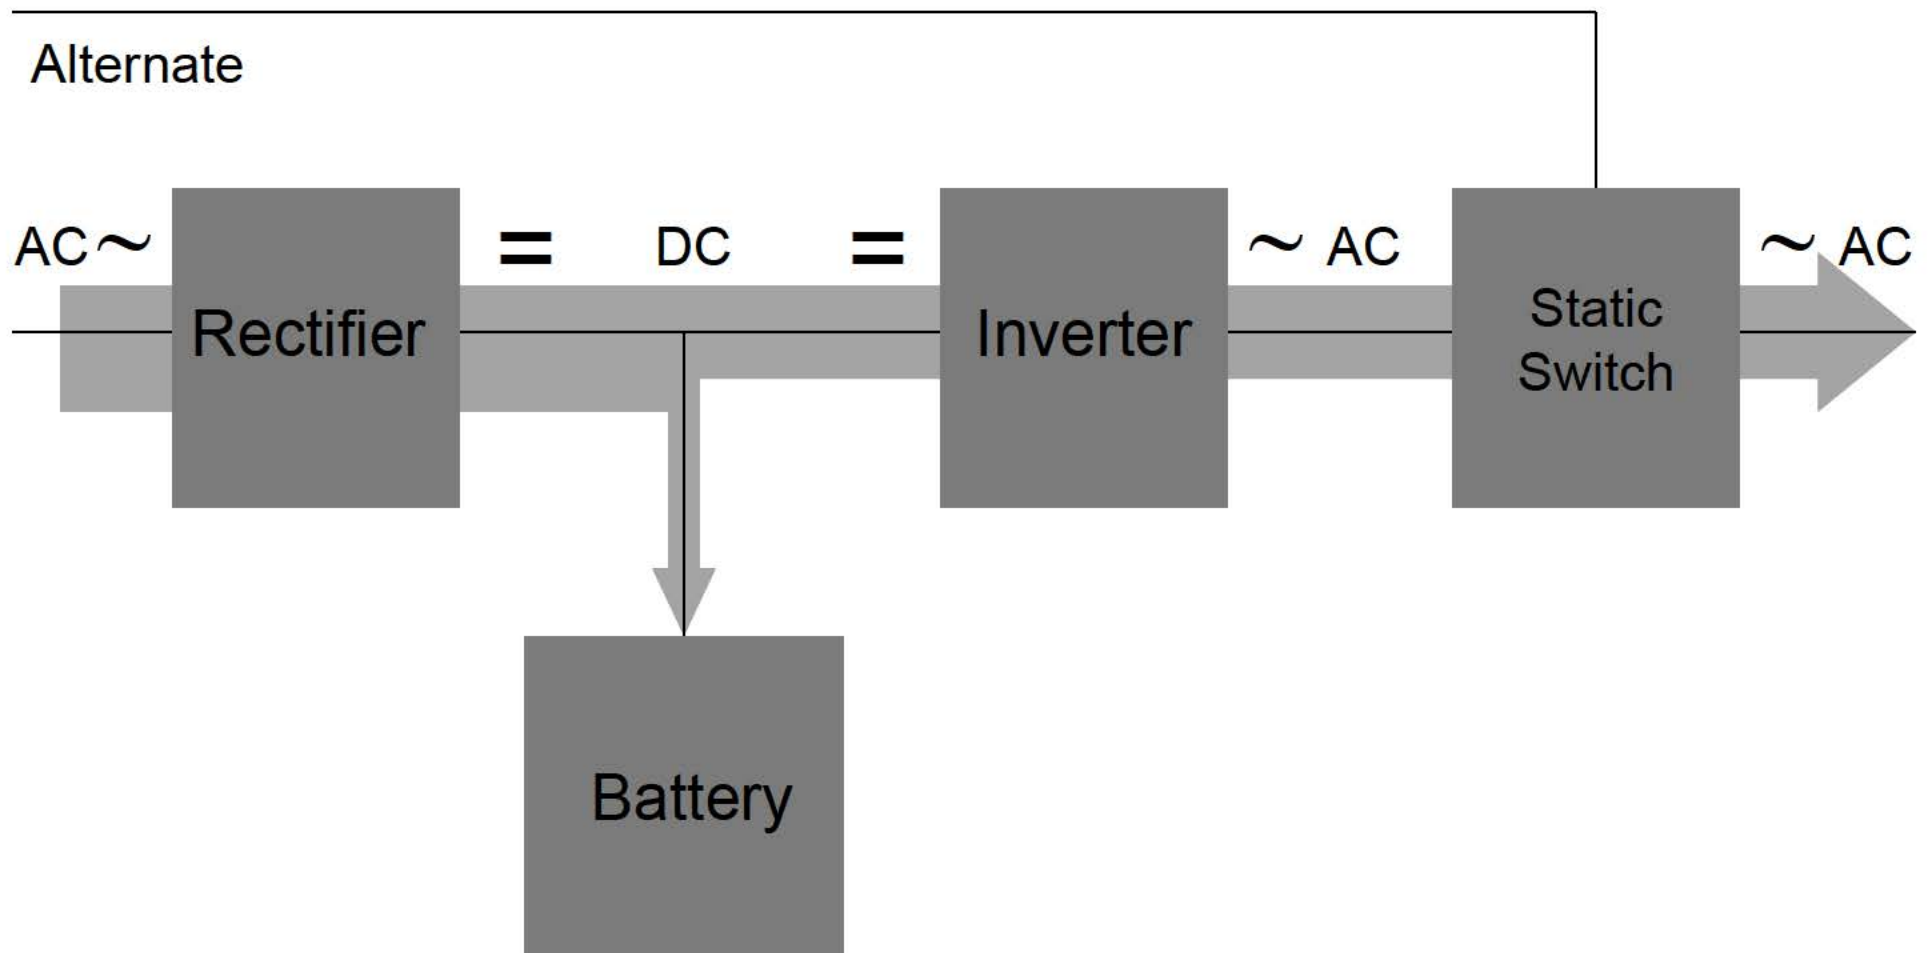 Alternate
AC ~ = DC = ~ AC ~ AC
Rectifier
Inverter
Static
Switch
Battery